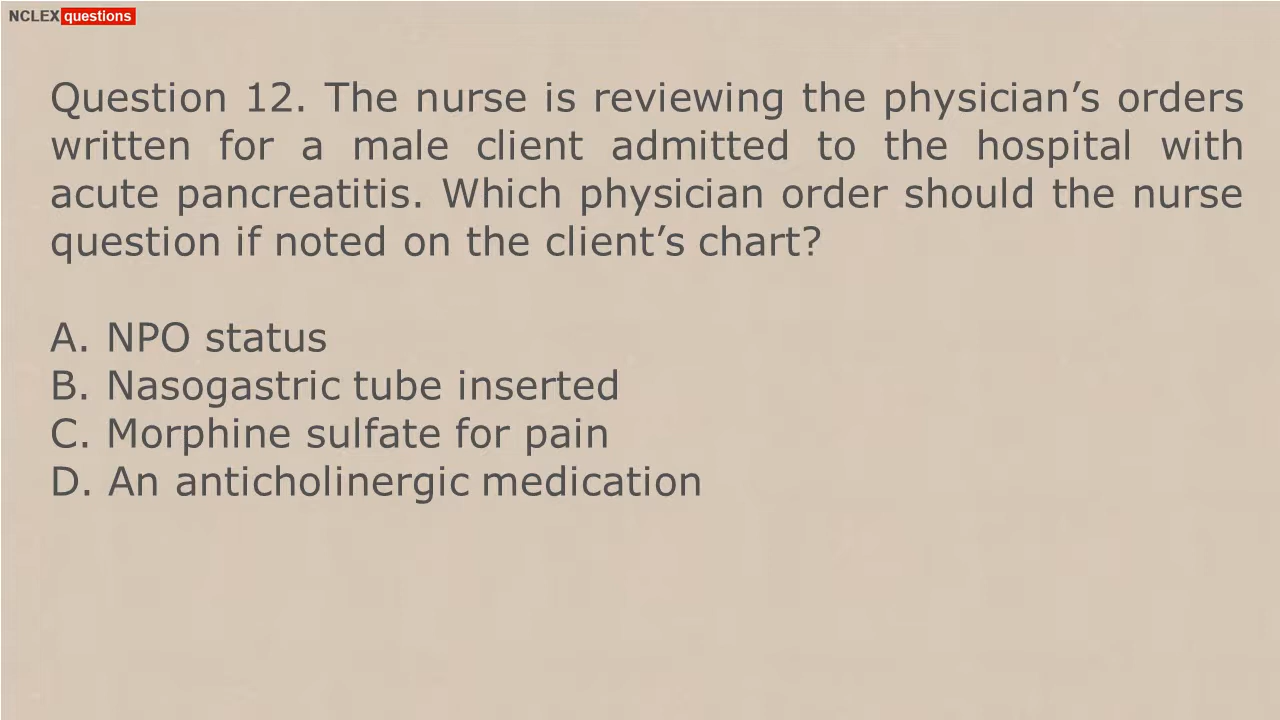 NCLEX questions
Question 12. The nurse is reviewing the physician’s orders
written for a male client admitted to the hospital with
acute pancreatitis. Which physician order should the nurse
question if noted on the client’s chart?
A. NPO status
B. Nasogastric tube inserted
C. Morphine sulfate for pain
D. An anticholinergic medication